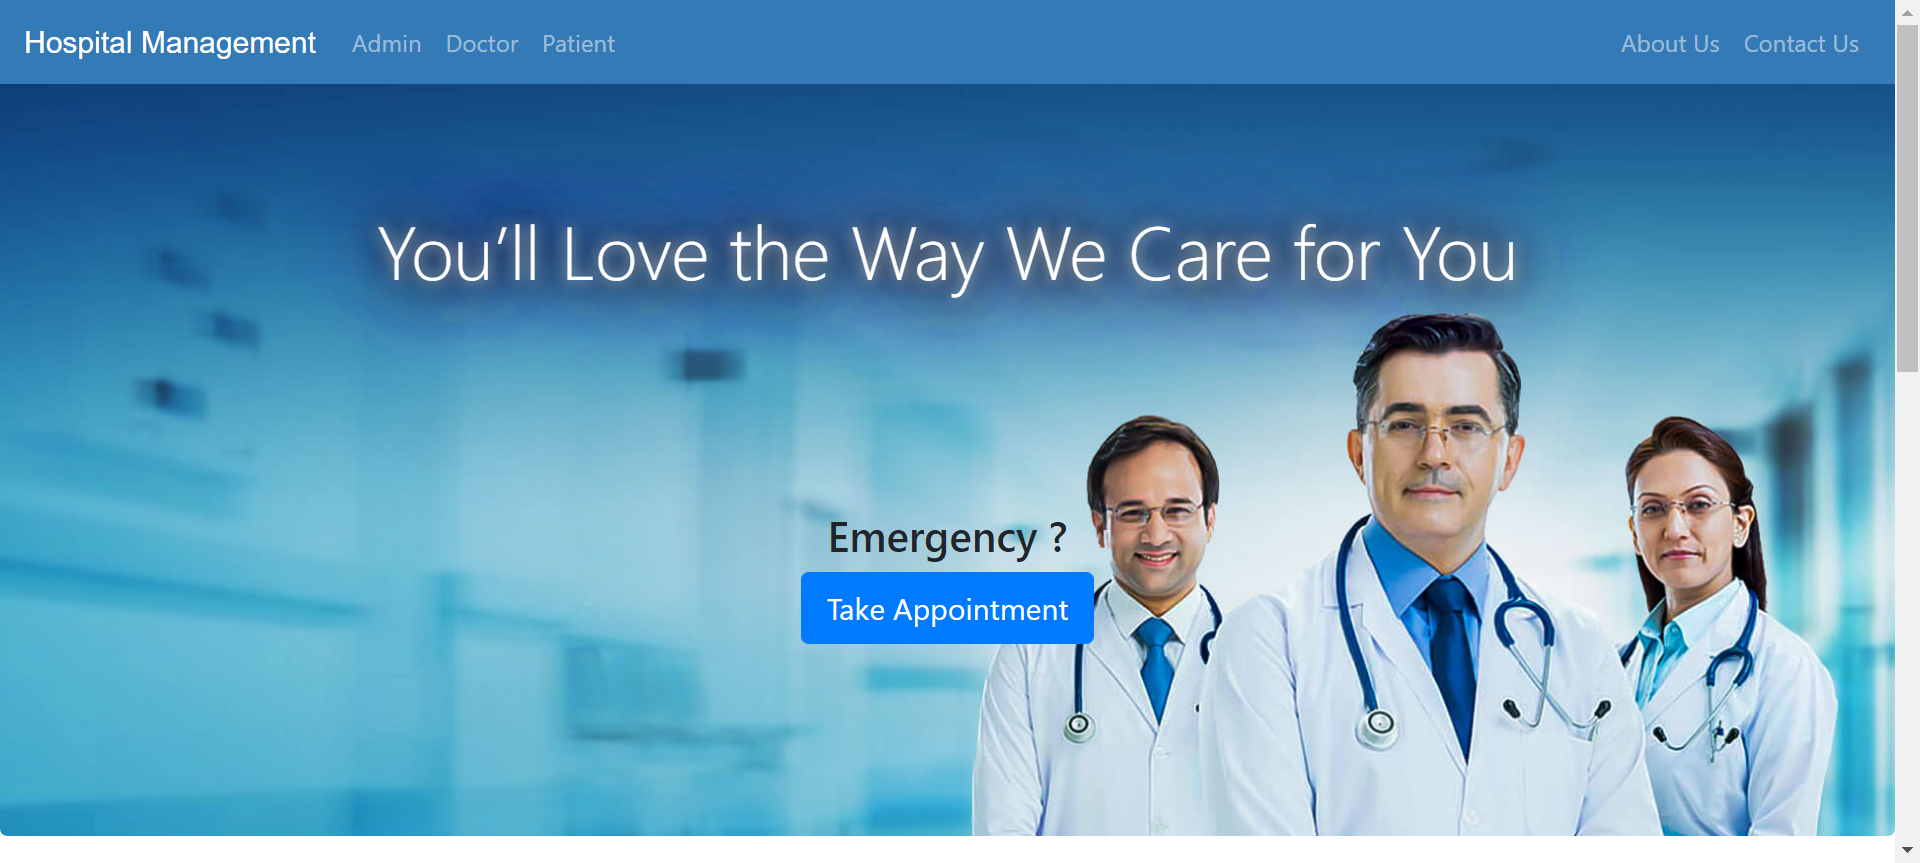 Hospital Management Admin Doctor Patient About Us Contact Us
You’ll Love the Way We Care for You
Emergency ?
Take Appointment